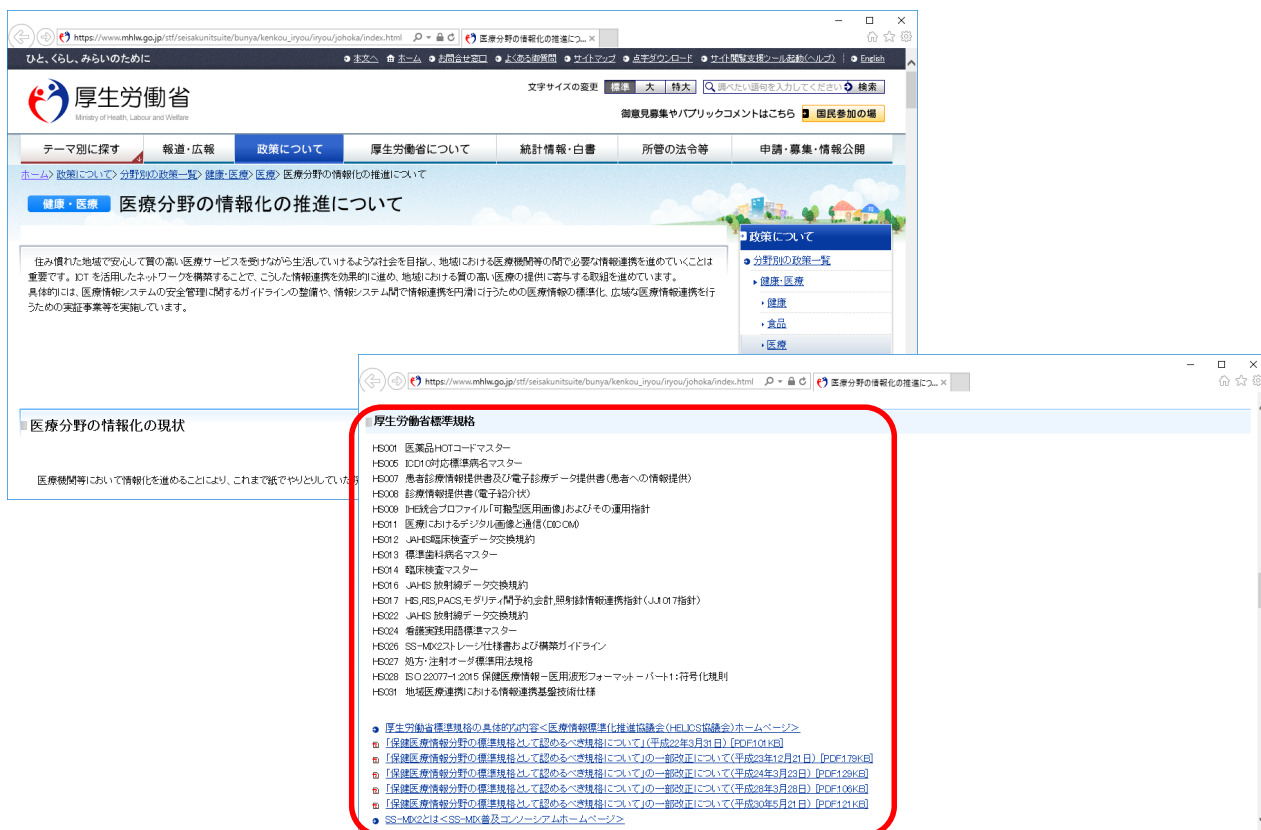 https://www.mhlw.go.jp/stf/seisakunitsuite/bunya/kenkou_iryou/iryou/johoka/index.html
医療分野の情報化の推進につ...
ひと、くらし、みらいのために
本文へ ホーム お問合せ窓口 よくある御質問 サイトマップ 点字ダウンロード サイト閲覧支援ツール起動(ヘルプ) English
厚生労働省
Ministry of Health, Labour and Welfare
文字サイズの変更 標準 大 特大 調べたい語句を入力してください 検索
御意見募集やパブリックコメントはこちら 国民参加の場
テーマ別に探す 報道・広報 政策について 厚生労働省について 統計情報・白書 所管の法令等 申請・募集・情報公開
ホーム> 政策について> 分野別の政策一覧> 健康・医療> 医療> 医療分野の情報化の推進について
健康・医療 医療分野の情報化の推進について
住み慣れた地域で安心して質の高い医療サービスを受けながら生活していけるような社会を目指し、地域における医療機関等の間で必要な情報連携を進めていくことは
重要です。ICT を活用したネットワークを構築することで、こうした情報連携を効果的に進め、地域における質の高い医療の提供に寄与する取組を進めています。
具体的には、医療情報システムの安全管理に関するガイドラインの整備や、情報システム間で情報連携を円滑に行うための医療情報の標準化、広域な医療情報連携を行
うための実証事業等を実施しています。
政策について
分野別の政策一覧
健康・医療
健康
食品
医療
医療分野の情報化の現状
医療機関等において情報化を進めることにより、これまで紙でやりとりしていた
https://www.mhlw.go.jp/stf/seisakunitsuite/bunya/kenkou_iryou/iryou/johoka/index.html
医療分野の情報化の推進につ...
厚生労働省標準規格
HS001 医薬品HOTコードマスター
HS005 ICD10対応標準病名マスター
HS007 患者診療情報提供書及び電子診療データ提供書(患者への情報提供)
HS008 診療情報提供書(電子紹介状)
HS009 IHE統合プロファイル「可搬型医用画像」およびその運用指針
HS011 医療におけるデジタル画像と通信(DICOM)
HS012 JAHIS臨床検査データ交換規約
HS013 標準歯科病名マスター
HS014 臨床検査マスター
HS016 JAHIS 放射線データ交換規約
HS017 HIS,RIS,PACS,モダリティ間予約,会計,照射録情報連携指針(JJ1017指針)
HS022 JAHIS 放射線データ交換規約
HS024 看護実践用語標準マスター
HS026 SS-MIX2ストレージ仕様書および構築ガイドライン
HS027 処方・注射オーダ標準用法規格
HS028 ISO 22077-1:2015 保健医療情報－医用波形フォーマット－パート1：符号化規則
HS031 地域医療連携における情報連携基盤技術仕様
厚生労働省標準規格の具体的な内容<医療情報標準化推進協議会(HELICS協議会)ホームページ>
「保健医療情報分野の標準規格として認めるべき規格について」(平成22年3月31日) [PDF:101KB]
「保健医療情報分野の標準規格として認めるべき規格について」の一部改正について(平成23年12月21日) [PDF:179KB]
「保健医療情報分野の標準規格として認めるべき規格について」の一部改正について(平成24年3月23日) [PDF:129KB]
「保健医療情報分野の標準規格として認めるべき規格について」の一部改正について(平成28年3月28日) [PDF:106KB]
「保健医療情報分野の標準規格として認めるべき規格について」の一部改正について(平成30年5月21日) [PDF:121KB]
SS-MIX2とは<SS-MIX普及コンソーシアムホームページ>